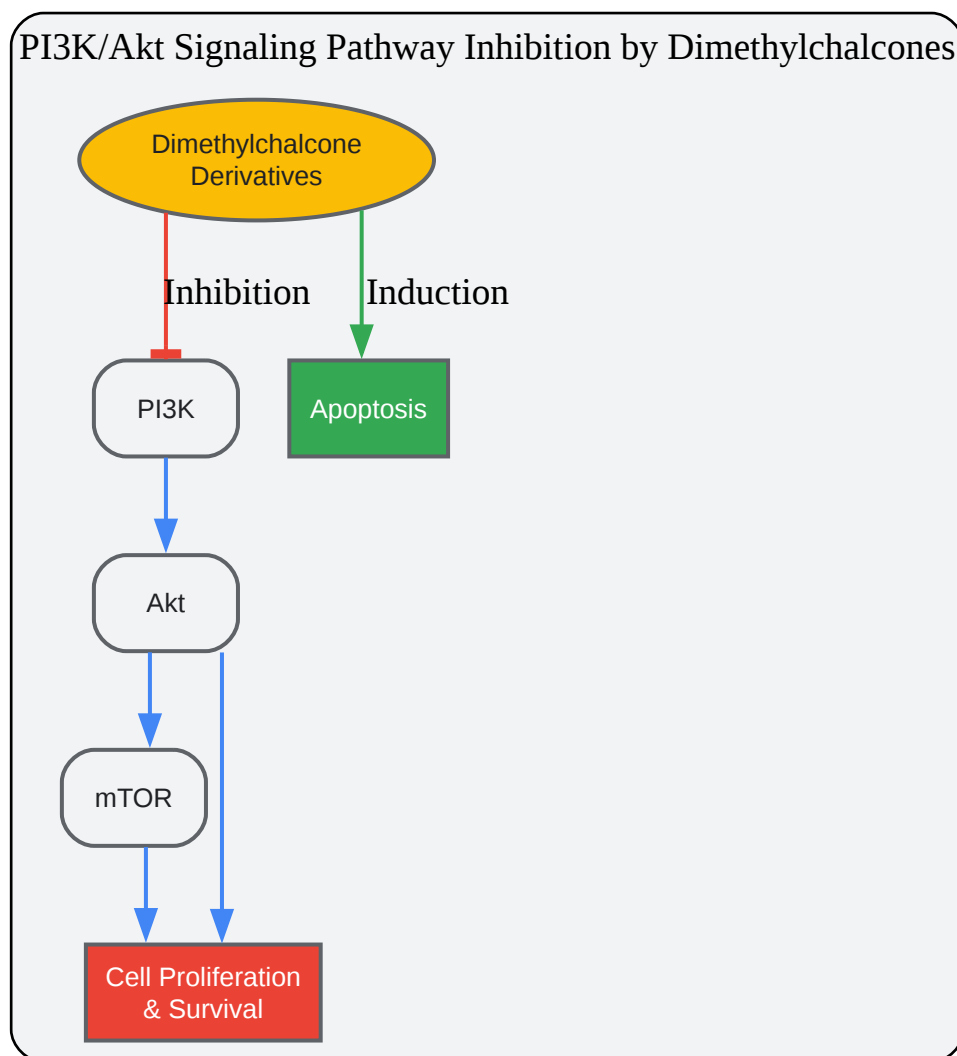 PI3K/Akt Signaling Pathway Inhibition by Dimethylchalcones
Dimethylchalcone
Derivatives
Inhibition
Induction
PI3K
Apoptosis
Akt
mTOR
Cell Proliferation
& Survival